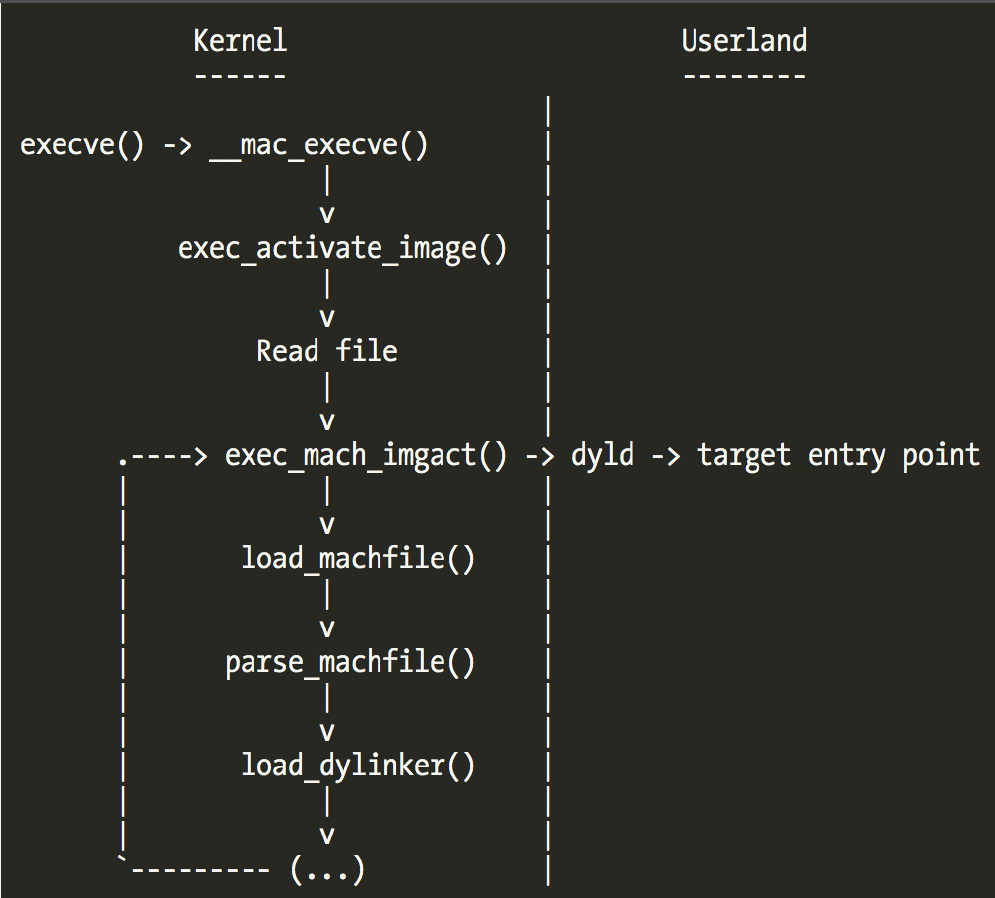 Kernel Userland
------ --------
|
execve() -> __mac_execve() |
| |
v |
exec_activate_image() |
| |
v |
Read file |
| |
v |
.----> exec_mach_imgact() -> dyld -> target entry point
| | |
| v |
| load_machfile() |
| | |
| v |
| parse_machfile() |
| | |
| v |
| load_dylinker() |
| | |
| v |
`--------- (...) |